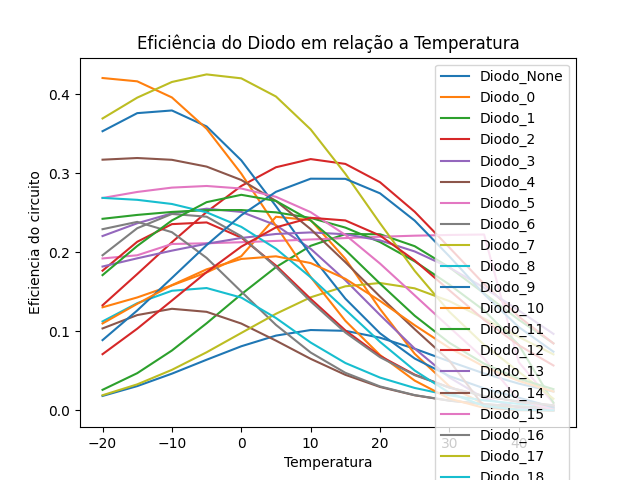 Eficiência do Diodo em relação a Temperatura
Eficiencia do circuito
0.4
0.3
0.2
0.1
0.0
−20
−10
0
10
20
30
40
Temperatura
Diodo_None
Diodo_0
Diodo_1
Diodo_2
Diodo_3
Diodo_4
Diodo_5
Diodo_6
Diodo_7
Diodo_8
Diodo_9
Diodo_10
Diodo_11
Diodo_12
Diodo_13
Diodo_14
Diodo_15
Diodo_16
Diodo_17
Diodo_18